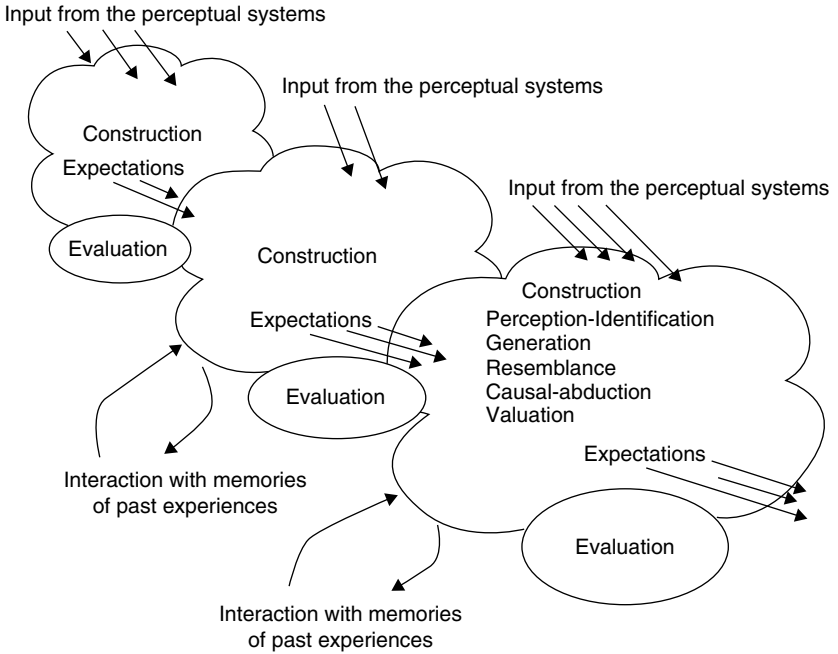 Input from the perceptual systems
Construction
Expectations
Evaluation
Input from the perceptual systems
Construction
Expectations
Evaluation
Interaction with memories
of past experiences
Input from the perceptual systems
Construction
Perception-Identification
Generation
Resemblance
Causal-abduction
Valuation
Expectations
Evaluation
Interaction with memories
of past experiences